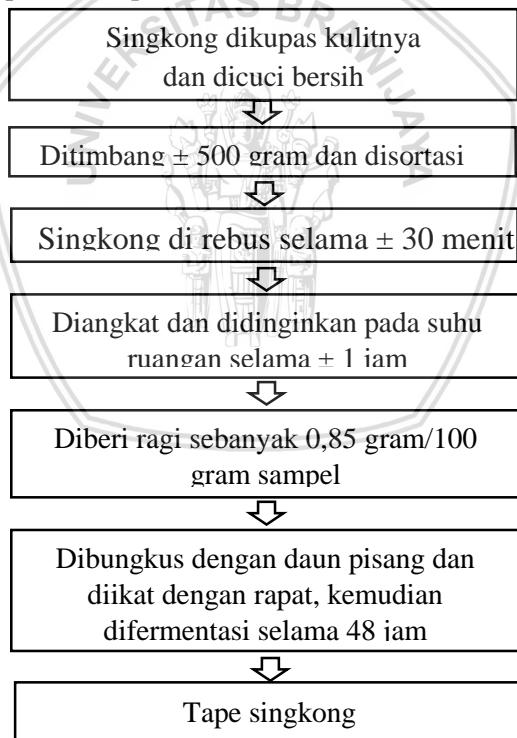 UNIVERSITAS BRAWIJAYA
Singkong dikupas kulitnya
dan dicuci bersih
Ditimbang ± 500 gram dan disortasi
Singkong di rebus selama ± 30 menit
Diangkat dan didinginkan pada suhu
ruangan selama ± 1 jam
Diberi ragi sebanyak 0,85 gram/100
gram sampel
Dibungkus dengan daun pisang dan
diikat dengan rapat, kemudian
difermentasi selama 48 jam
Tape singkong